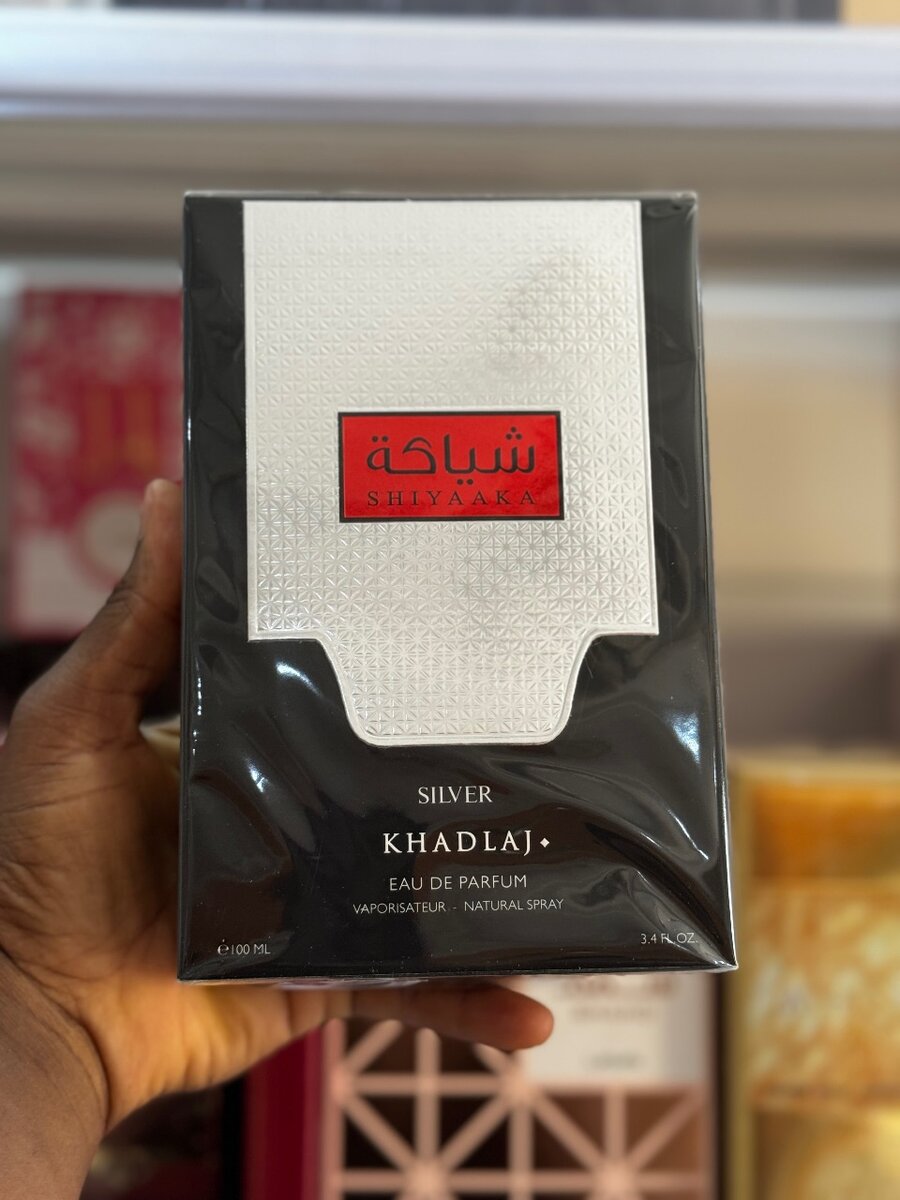 شياكة
SHIYAAKA
SILVER
KHADLAJ
EAU DE PARFUM
VAPORISATEUR - NATURAL SPRAY
e 100 ML
3.4 FL.OZ.